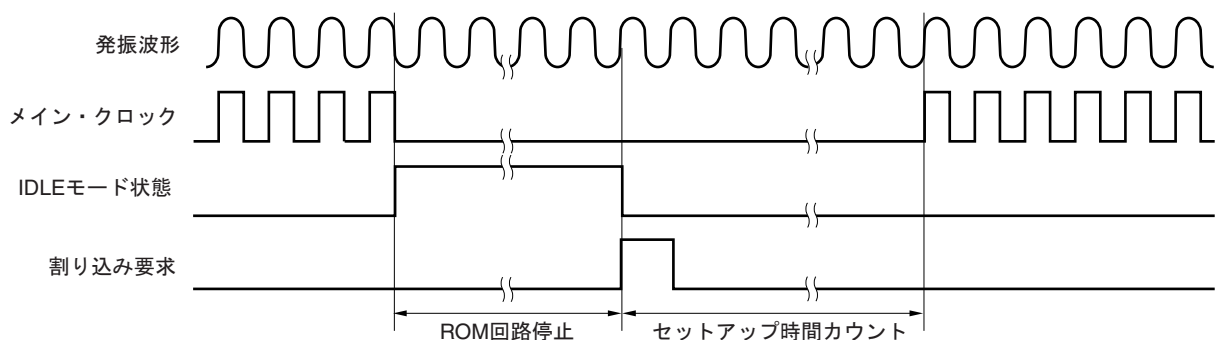 発振波形
メイン・クロック
IDLEモード状態
割り込み要求
ROM回路停止
セットアップ時間カウント